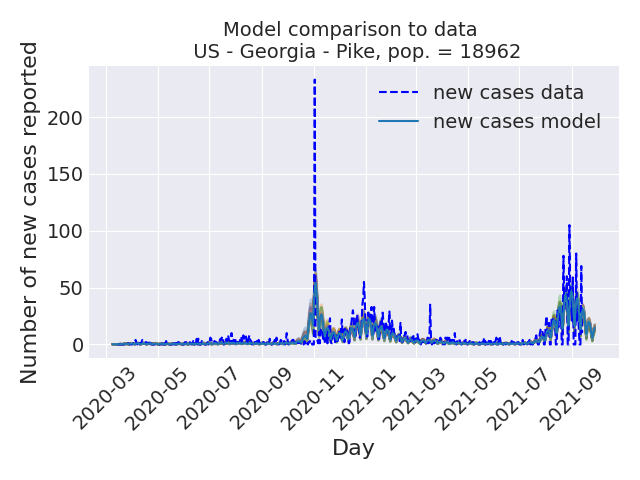 Model comparison to data
US - Georgia - Pike, pop. = 18962
Number of new cases reported
200
150
100
50
0
new cases data
new cases model
2020-03
2020-05
2020-07
2020-09
2020-11
2021-01
2021-03
2021-05
2021-07
2021-09
Day